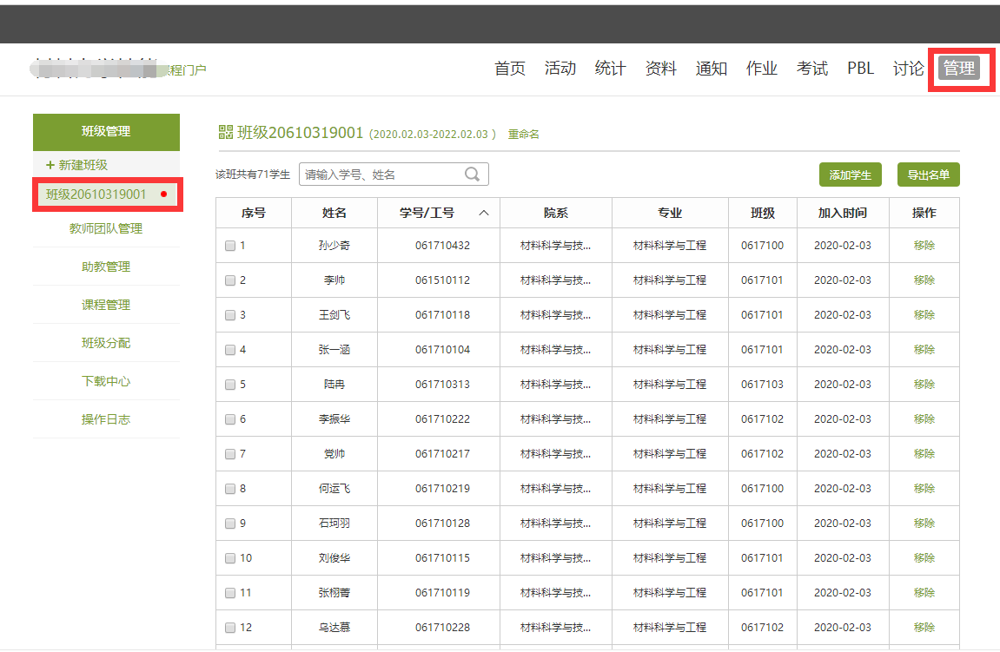 程门户
首页 活动 统计 资料 通知 作业 考试 PBL 讨论 管理
班级管理
+ 新建班级
班级20610319001
教师团队管理
助教管理
课程管理
班级分配
下载中心
操作日志
班级20610319001 (2020.02.03-2022.02.03 ) 重命名
该班共有71学生 请输入学号、姓名 添加学生 导出名单
序号 姓名 学号/工号 院系 专业 班级 加入时间 操作
1 孙少奇 061710432 材料科学与技... 材料科学与工程 0617100 2020-02-03 移除
2 李帅 061510112 材料科学与技... 材料科学与工程 0617101 2020-02-03 移除
3 王剑飞 061710118 材料科学与技... 材料科学与工程 0617101 2020-02-03 移除
4 张一涵 061710104 材料科学与技... 材料科学与工程 0617101 2020-02-03 移除
5 陆冉 061710313 材料科学与技... 材料科学与工程 0617103 2020-02-03 移除
6 李振华 061710222 材料科学与技... 材料科学与工程 0617102 2020-02-03 移除
7 党帅 061710217 材料科学与技... 材料科学与工程 0617102 2020-02-03 移除
8 何运飞 061710219 材料科学与技... 材料科学与工程 0617100 2020-02-03 移除
9 石珂羽 061710128 材料科学与技... 材料科学与工程 0617100 2020-02-03 移除
10 刘俊华 061710115 材料科学与技... 材料科学与工程 0617101 2020-02-03 移除
11 张栩菁 061710119 材料科学与技... 材料科学与工程 0617101 2020-02-03 移除
12 乌达慕 061710228 材料科学与技... 材料科学与工程 0617102 2020-02-03 移除